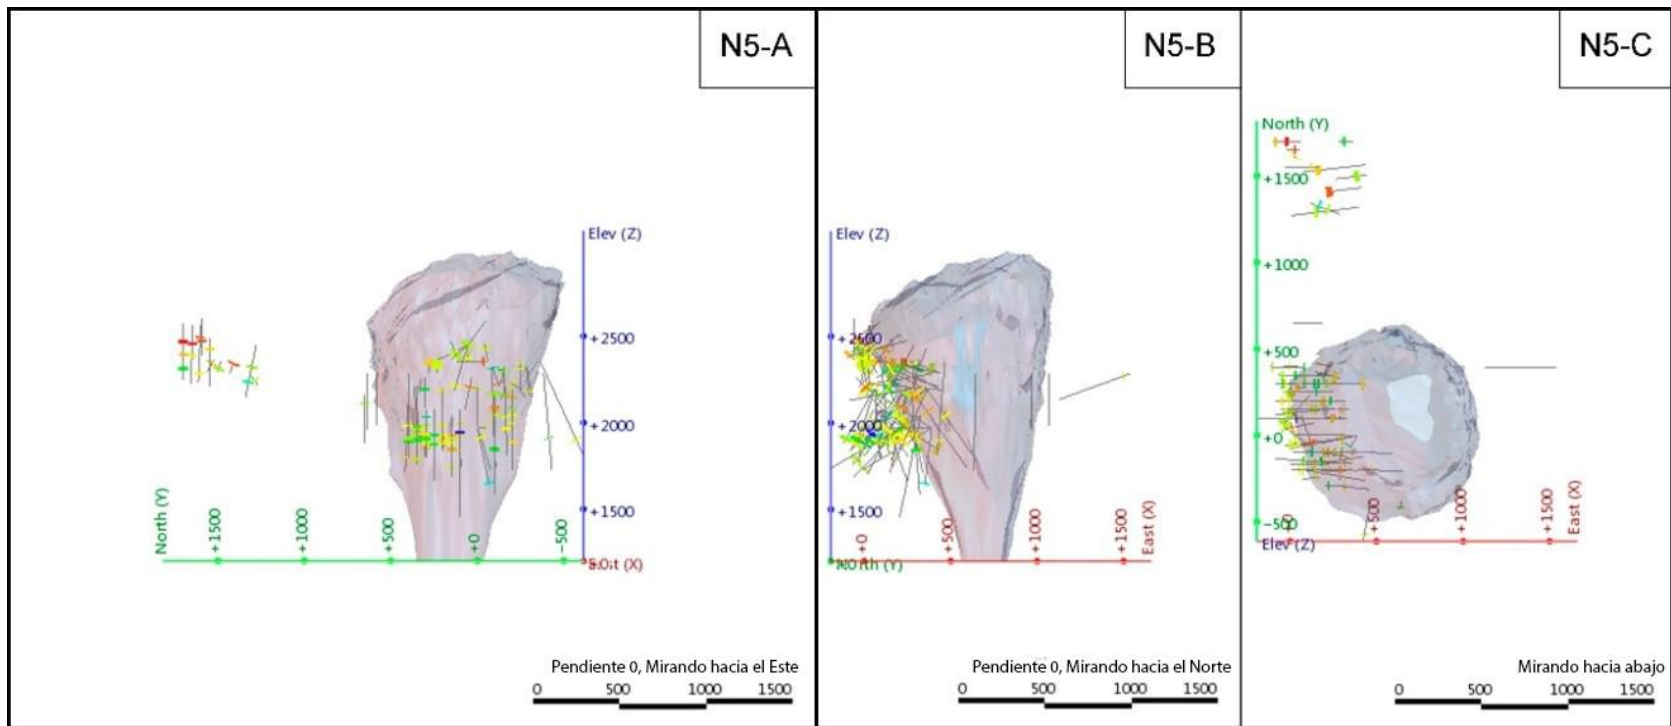 N5-A
Elev (Z)
+2500
+2000
+1500
North (Y)
+1500
+1000
+500
+0
-500
Pendiente 0, Mirando hacia el Este
0 500 1000 1500
N5-B
Elev (Z)
+2500
+2000
+1500
+0
+500
+1000
+1500
East (X)
Pendiente 0, Mirando hacia el Norte
0 500 1000 1500
N5-C
North (Y)
+1500
+1000
+500
+0
-500
Elev (Z)
+500
+1000
+1500
East (X)
Mirando hacia abajo
0 500 1000 1500